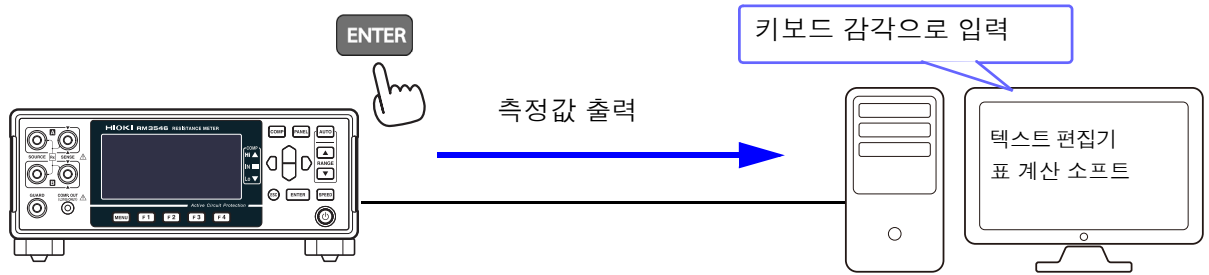 ENTER
키보드 감각으로 입력
측정값 출력
HIOKI RM3546 RESISTANCE METER
COMP PANEL AUTO
COMP
Hi
IN
Lo
RANGE
SOURCE SENSE
GUARD COMP. OUT
ESC ENTER SPEED
Active Circuit Protection
MENU F1 F2 F3 F4
텍스트 편집기
표 계산 소프트